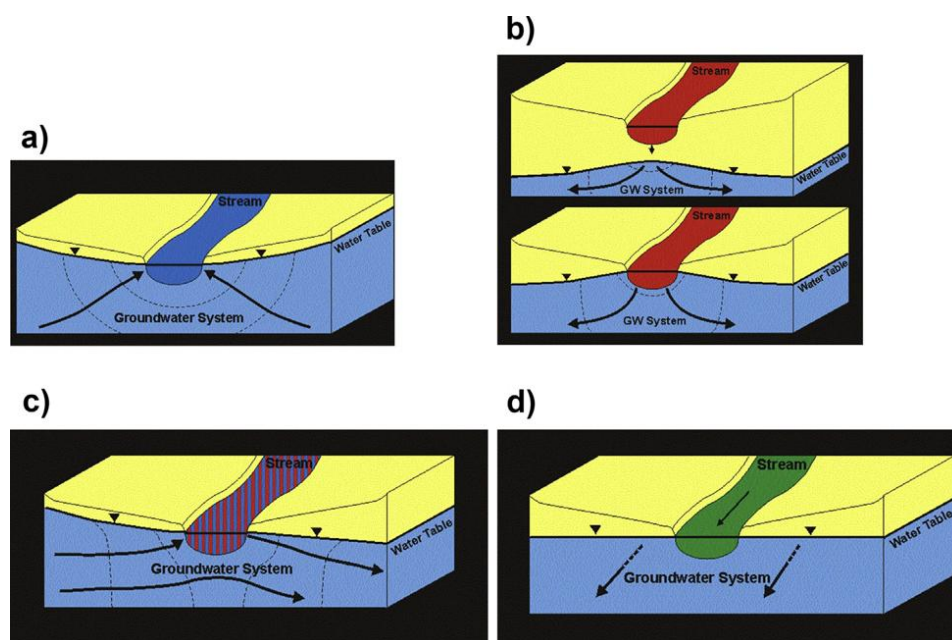 a)
Stream
Water Table
Groundwater System
b)
Stream
Water Table
GW System
Stream
Water Table
GW System
c)
Stream
Water Table
Groundwater System
d)
Stream
Water Table
Groundwater System